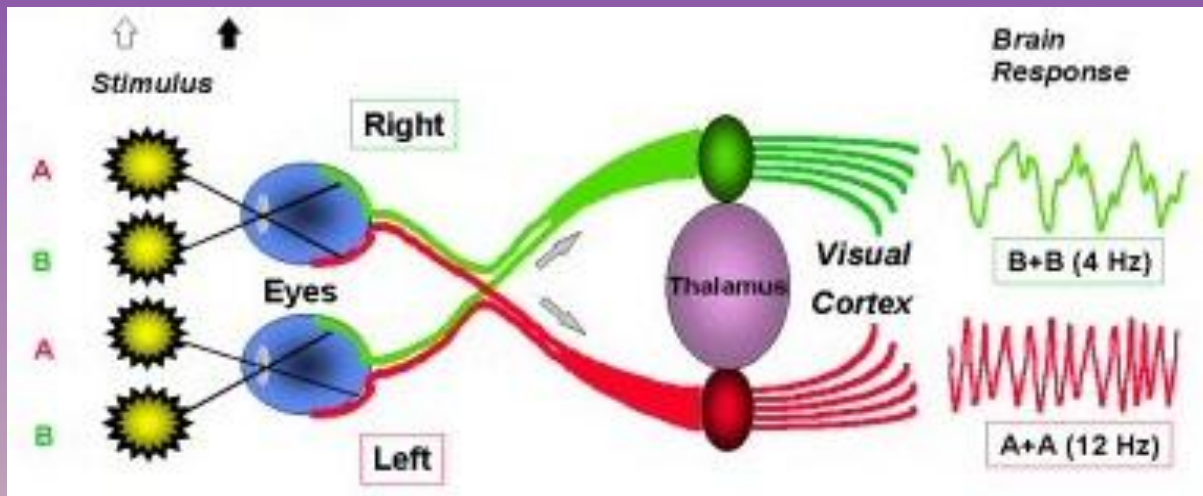 Stimulus
Right
Brain
Response
A
B
Eyes
A
B
Left
Thalamus
Visual
Cortex
B+B (4 Hz)
A+A (12 Hz)